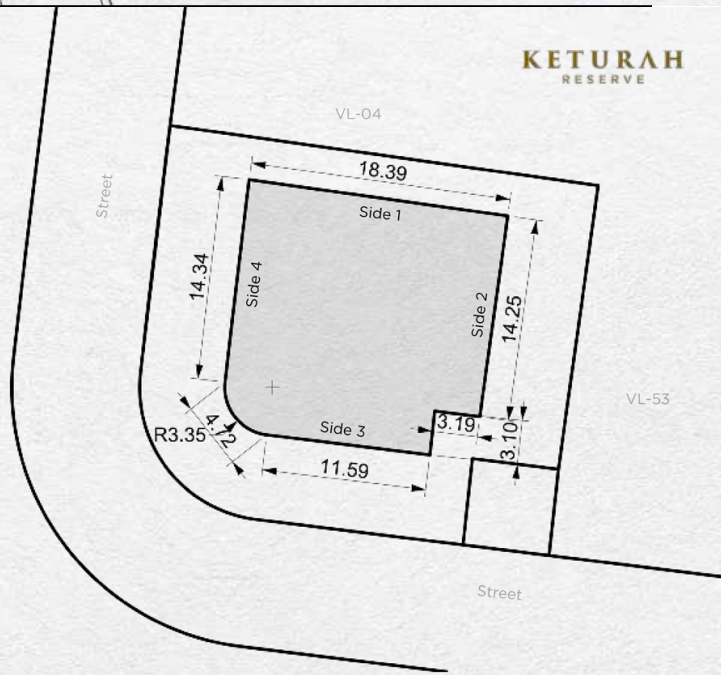 KETURAH
RESERVE
VL-04
18.39
Side 1
Street
14.34
Side 4
Side 2
14.25
VL-53
R3.35
4.72
Side 3
3.19
3.10
11.59
Street